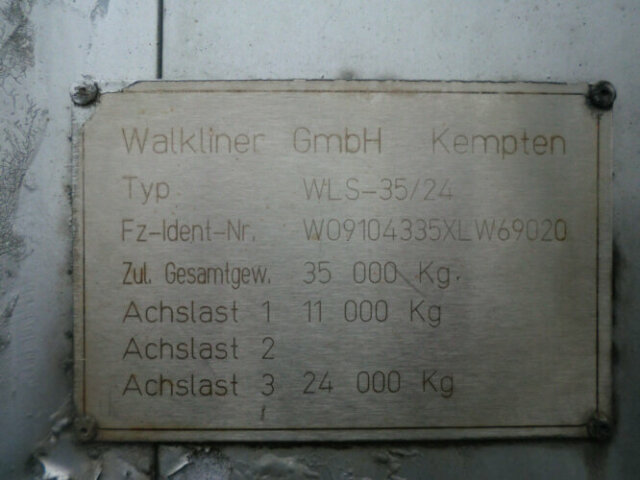 Walkliner GmbH Kempten
Typ WLS-35/24
Fz-Ident-Nr. W09104335XLW69020
Zul. Gesamtgew. 35 000 Kg.
Achslast 1 11 000 Kg
Achslast 2
Achslast 3 24 000 Kg